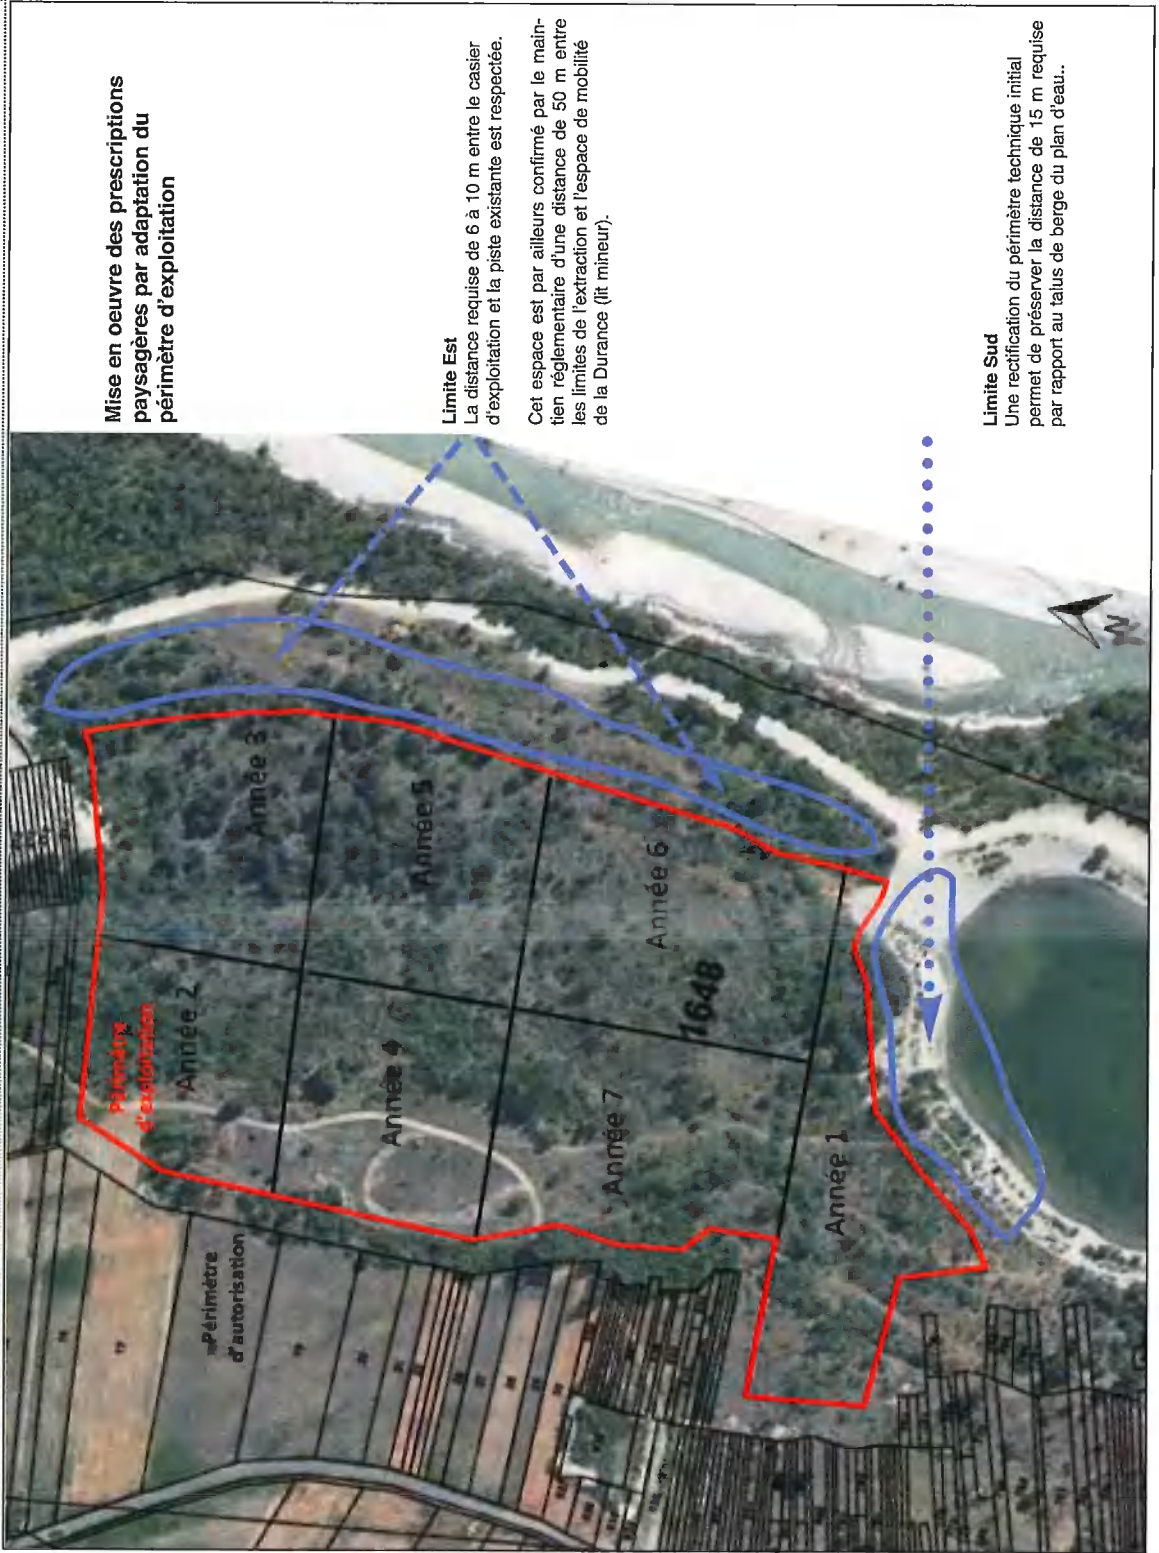 Mise en oeuvre des prescriptions
paysagères par adaptation du
périmètre d'exploitation
Limite Est
La distance requise de 6 à 10 m entre le casier
d'exploitation et la piste existante est respectée.
Cet espace est par ailleurs confirmé par le main-
tien réglementaire d'une distance de 50 m entre
les limites de l'extraction et l'espace de mobilité
de la Durance (lit mineur).
Limite Sud
Une rectification du périmètre technique initial
permet de préserver la distance de 15 m requise
par rapport au talus de berge du plan d'eau..
Périmètre
d'exploitation
Année 2
Année 3
Année 4
Année 5
Année 6
Année 7
1648
Année 1
Périmètre
d'autorisation
N